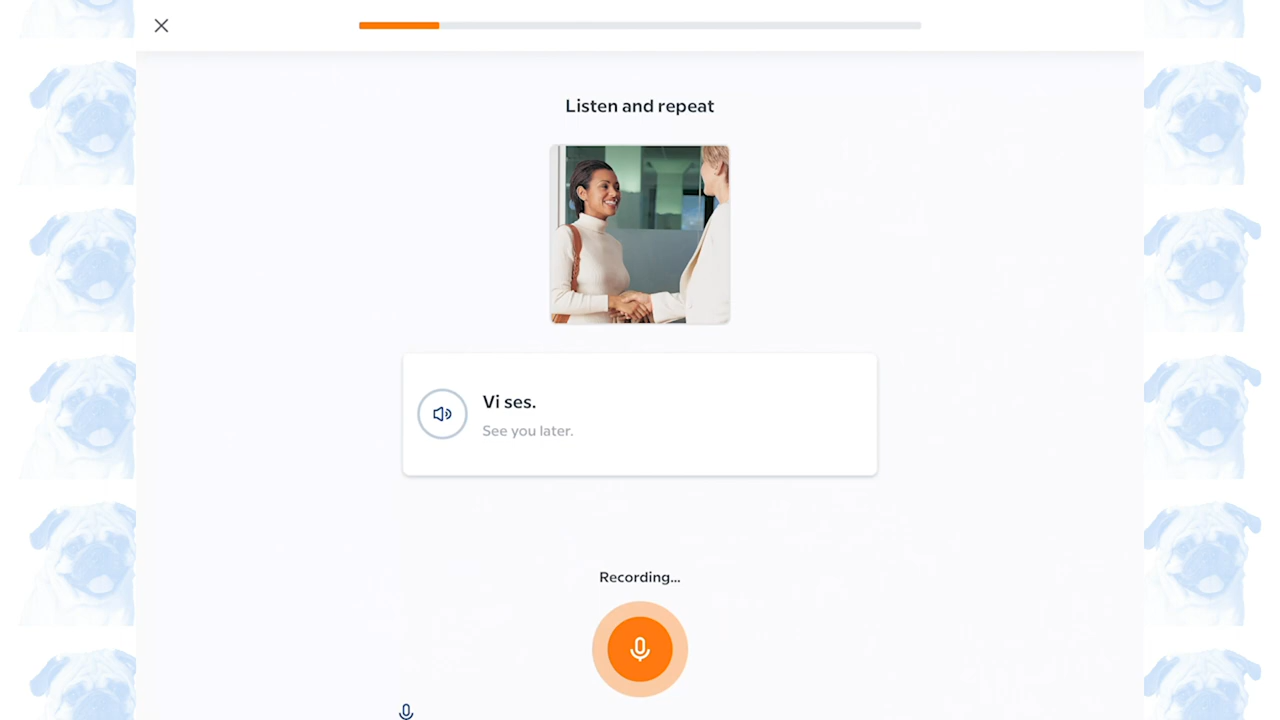 Listen and repeat
Vi ses.
See you later.
Recording...